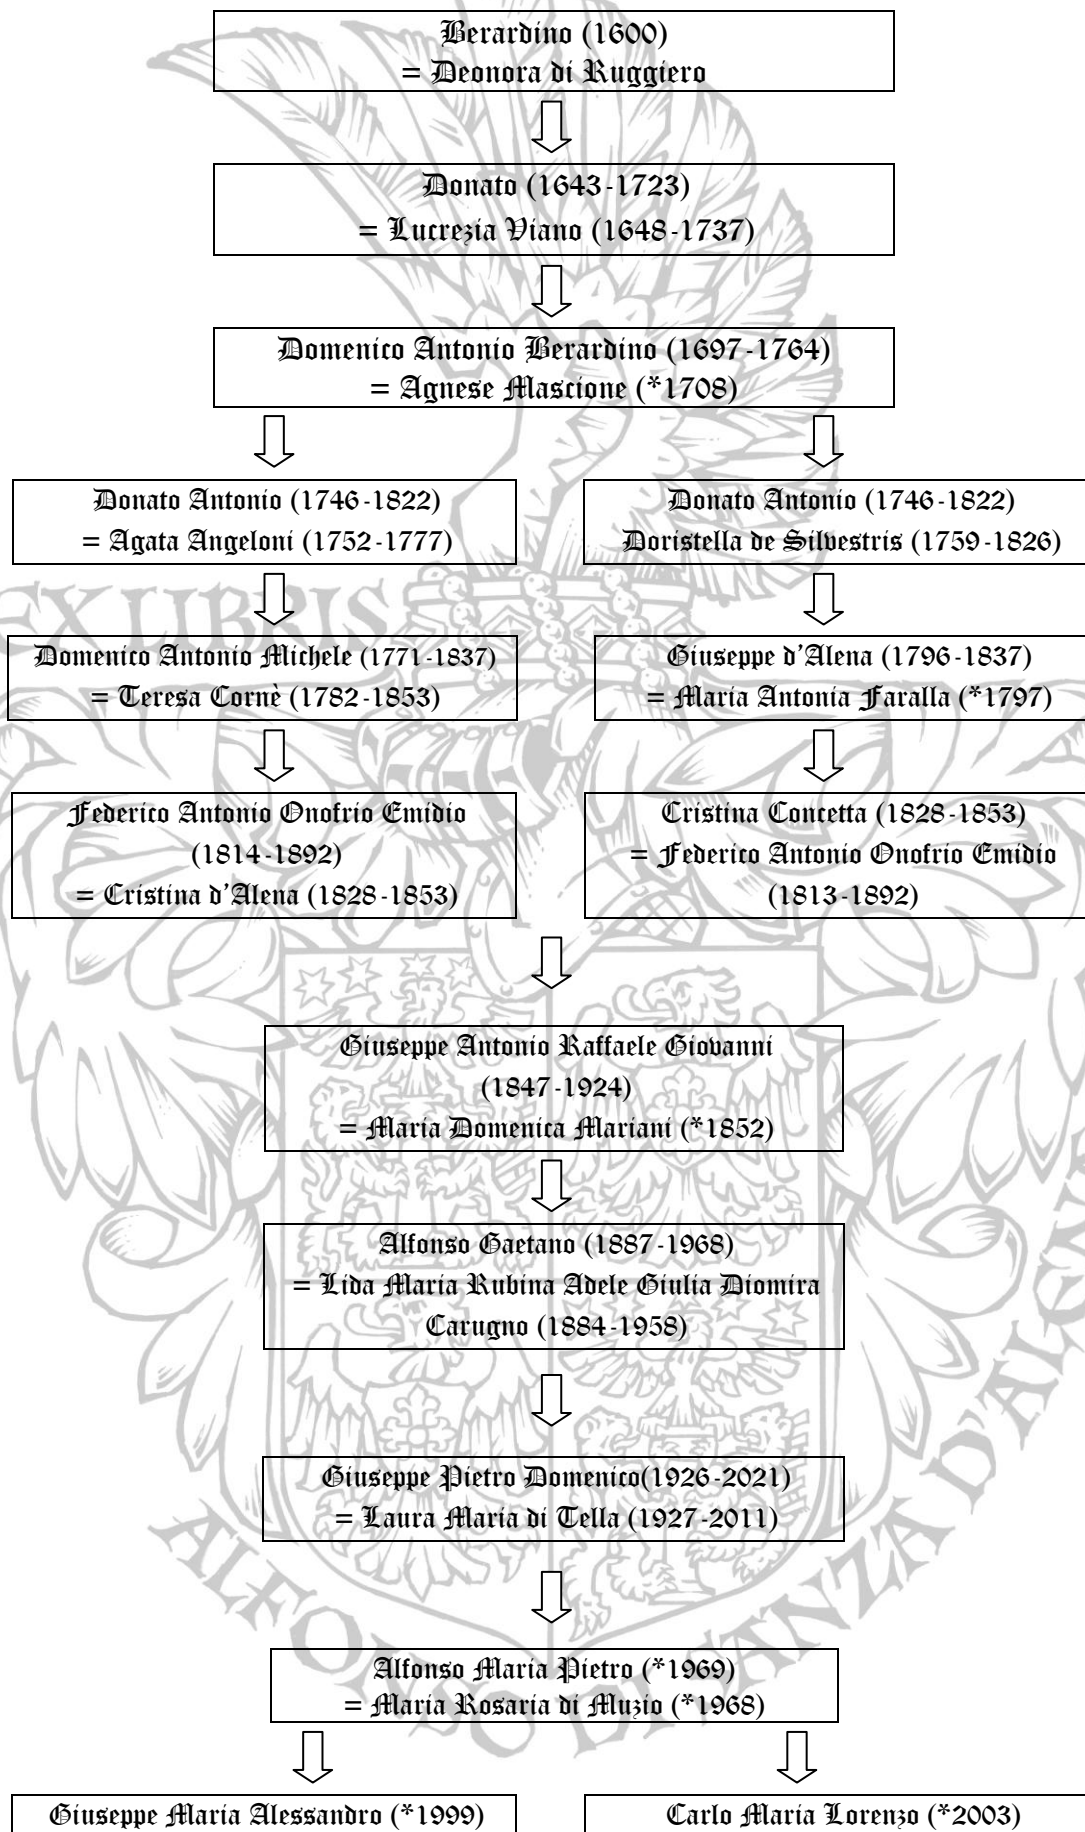 Berardino (1600)
= Deonora di Ruggiero
Donato (1643-1723)
= Lucrezia Viano (1648-1737)
Domenico Antonio Berardino (1697-1764)
= Agnese Mascione (*1708)
Donato Antonio (1746-1822)
= Agata Angeloni (1752-1777)
Donato Antonio (1746-1822)
Doristella de Silvestris (1759-1826)
Domenico Antonio Michele (1771-1837)
= Teresa Cornè (1782-1853)
Giuseppe d'Alena (1796-1837)
= Maria Antonia Faralla (*1797)
Federico Antonio Onofrio Emidio
(1814-1892)
= Cristina d'Alena (1828-1853)
Cristina Concetta (1828-1853)
= Federico Antonio Onofrio Emidio
(1813-1892)
Giuseppe Antonio Raffaele Giovanni
(1847-1924)
= Maria Domenica Mariani (*1852)
Alfonso Gaetano (1887-1968)
= Lida Maria Rubina Adele Giulia Diomira
Carugno (1884-1958)
Giuseppe Pietro Domenico(1926-2021)
= Laura Maria di Tella (1927-2011)
Alfonso Maria Pietro (*1969)
= Maria Rosaria di Muzio (*1968)
Giuseppe Maria Alessandro (*1999)
Carlo Maria Lorenzo (*2003)
EX LIBRIS
ALFONSO DI SANZA D'ALENA